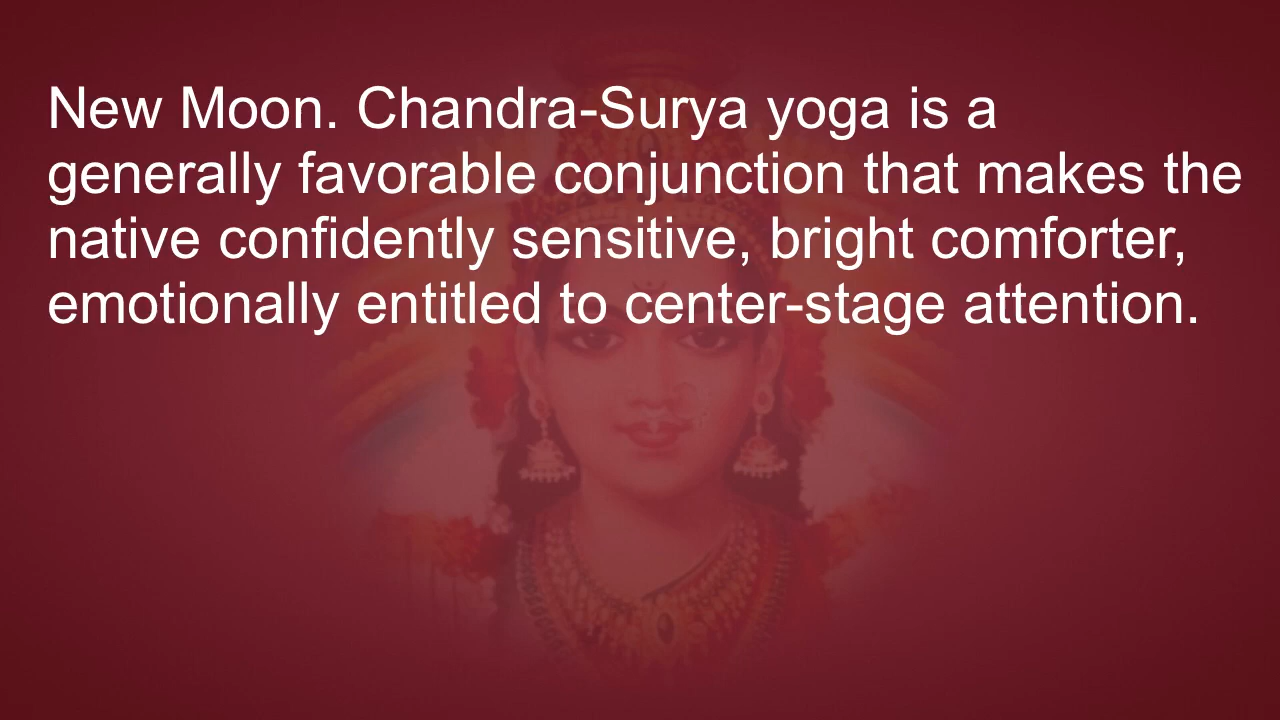 New Moon. Chandra-Surya yoga is a
generally favorable conjunction that makes the
native confidently sensitive, bright comforter,
emotionally entitled to center-stage attention.